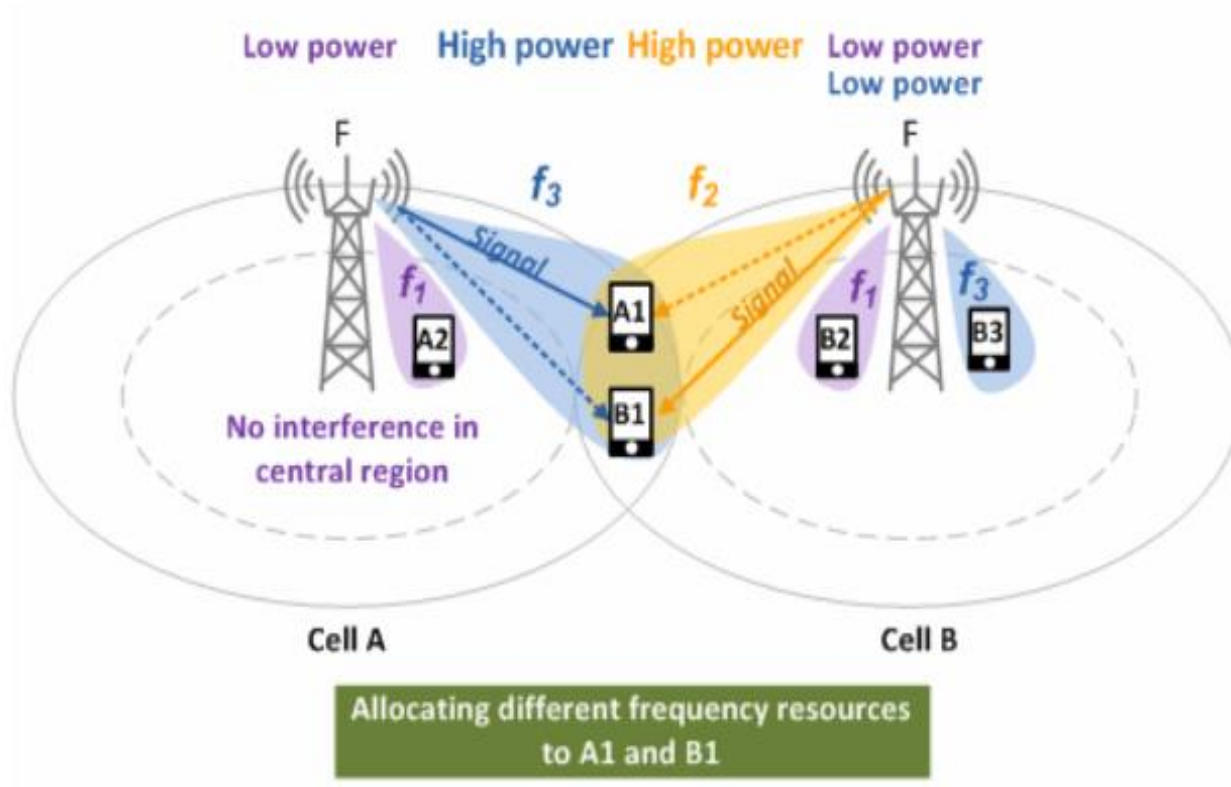 Low power
High power
High power
Low power
Low power
F
F
f3
f2
Signal
Signal
f1
f1
f3
A1
A2
B2
B3
B1
No interference in
central region
Cell A
Cell B
Allocating different frequency resources
to A1 and B1